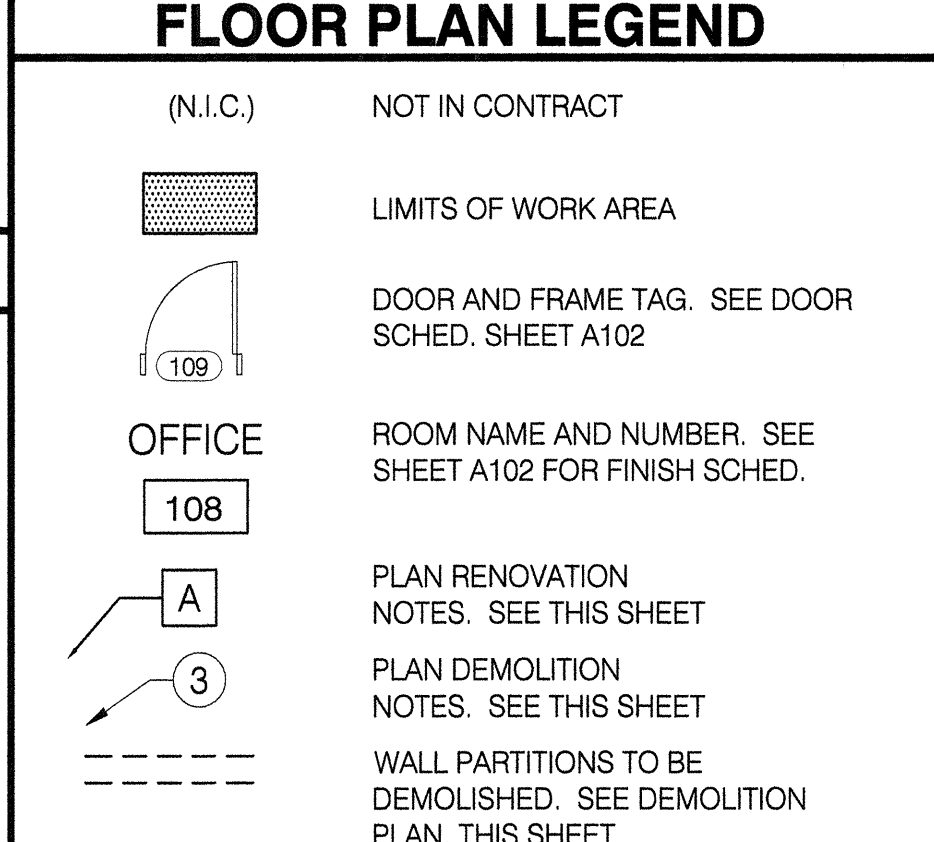 FLOOR PLAN LEGEND
(N.I.C.) NOT IN CONTRACT
LIMITS OF WORK AREA
DOOR AND FRAME TAG. SEE DOOR
SCHED. SHEET A102
109
OFFICE
108
ROOM NAME AND NUMBER. SEE
SHEET A102 FOR FINISH SCHED.
A
PLAN RENOVATION
NOTES. SEE THIS SHEET
3
PLAN DEMOLITION
NOTES. SEE THIS SHEET
WALL PARTITIONS TO BE
DEMOLISHED. SEE DEMOLITION
PLAN THIS SHEET